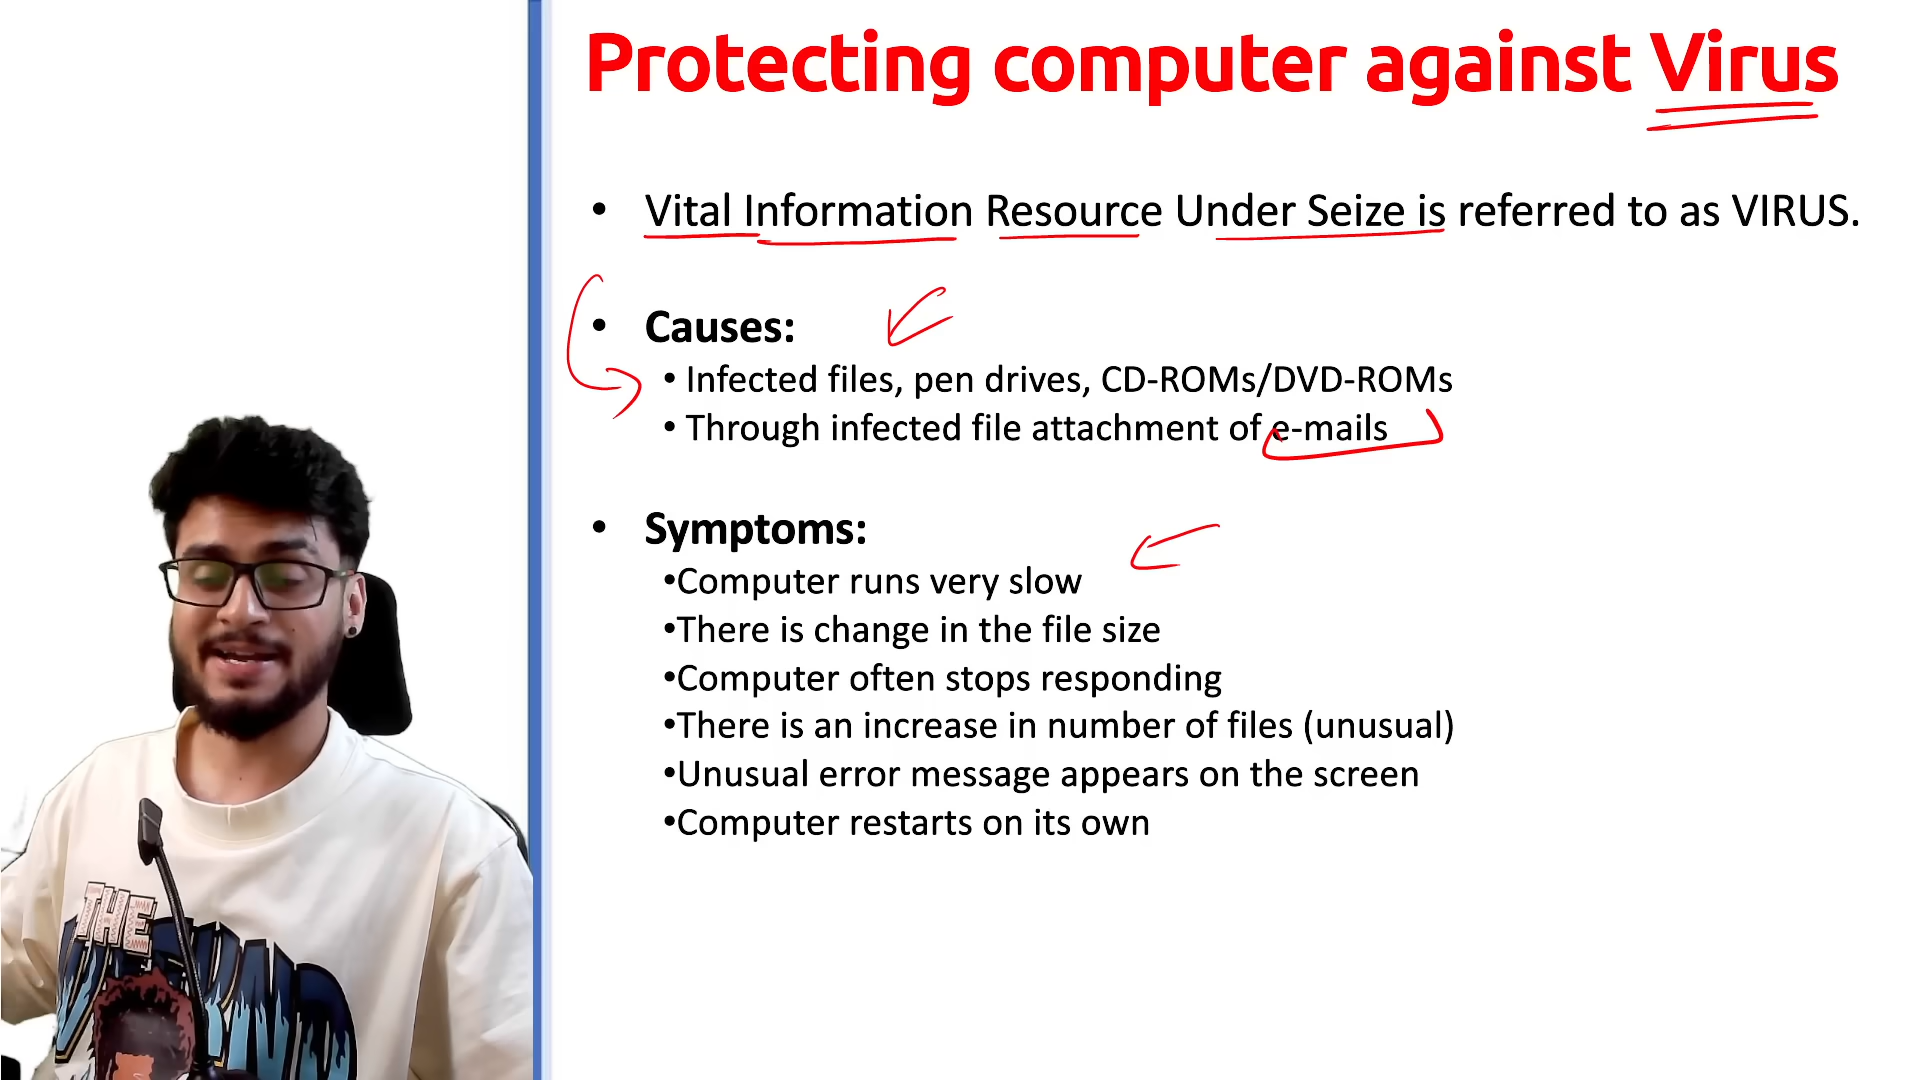 Protecting computer against Virus
• Vital Information Resource Under Seize is referred to as VIRUS.
• Causes:
• Infected files, pen drives, CD-ROMs/DVD-ROMs
• Through infected file attachment of e-mails
• Symptoms:
•Computer runs very slow
•There is change in the file size
•Computer often stops responding
•There is an increase in number of files (unusual)
•Unusual error message appears on the screen
•Computer restarts on its own
THE